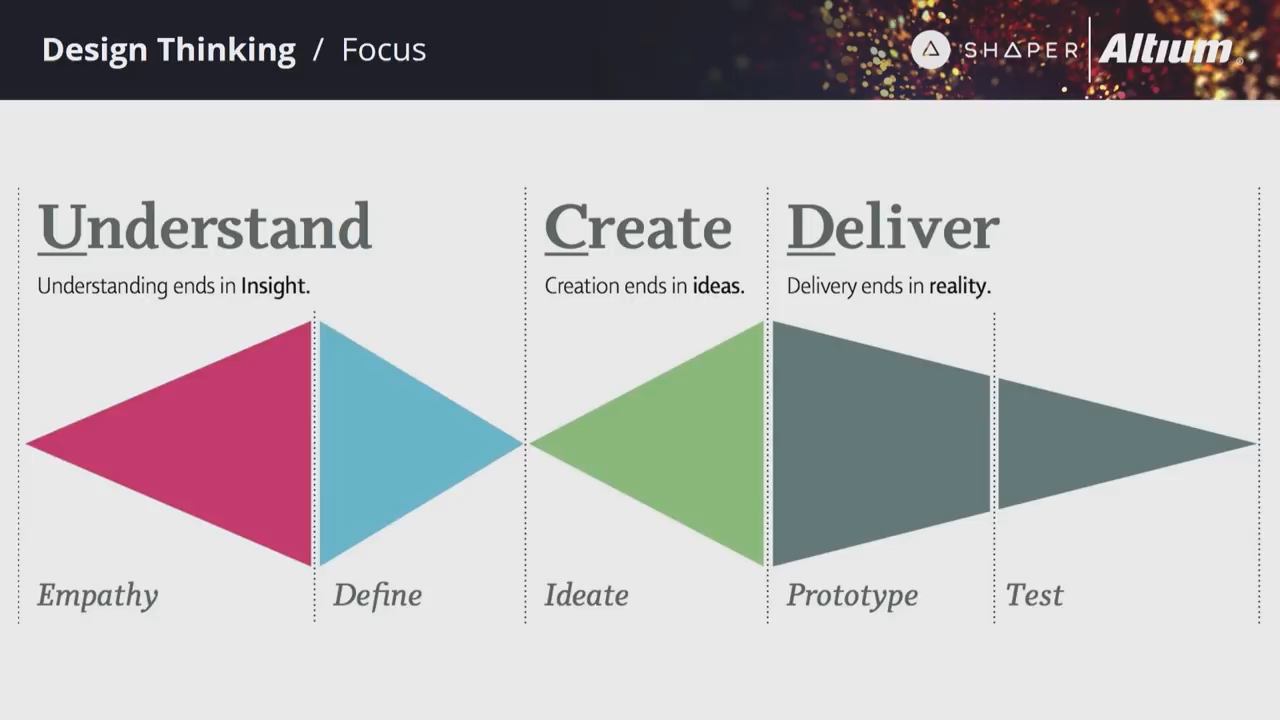 Design Thinking / Focus
SHAPER
Altium®
Understand
Understanding ends in Insight.
Create
Creation ends in ideas.
Deliver
Delivery ends in reality.
Empathy
Define
Ideate
Prototype
Test